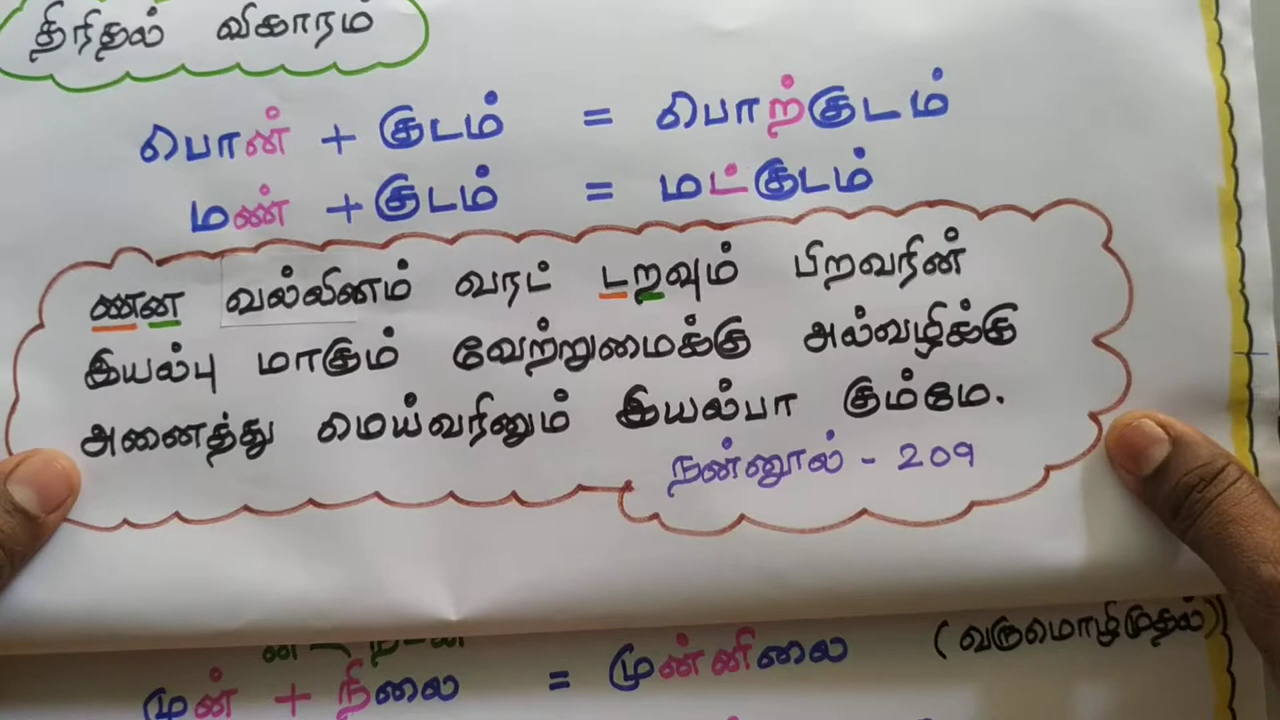 திரிதல் விகாரம்
பொன் + குடம் = பொற்குடம்
மண் + குடம் = மட்குடம்
ணன வல்லினம் வரட் டறவும் பிறவரின்
இயல்பு மாகும் வேற்றுமைக்கு அல்வழிக்கு
அனைத்து மெய்வரினும் இயல்பா கும்மே.
நன்னூல் - 209
முன் + நிலை = முன்னிலை (வருமொழிமுதல்)